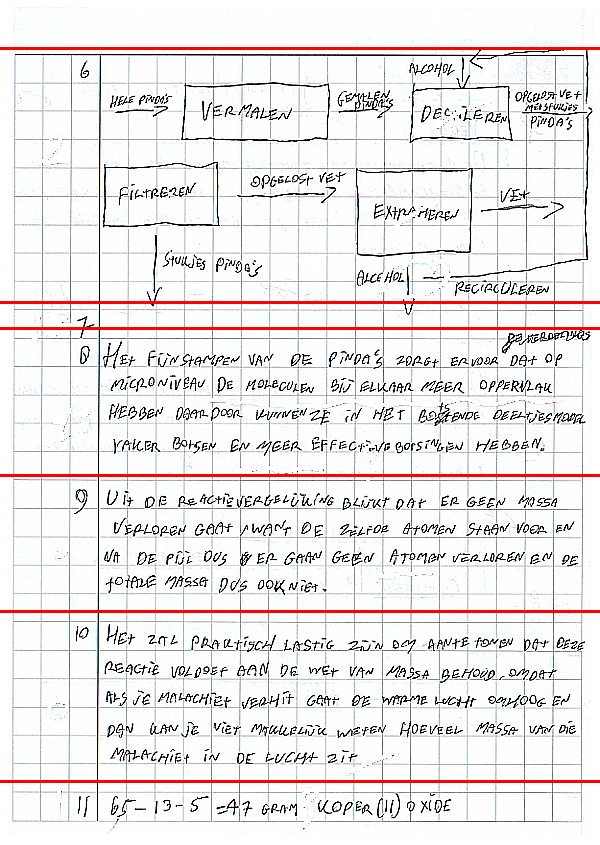 6
HELE PINDA'S
VERMALEN
GEMALEN PINDA'S
ALCOHOL
OPGELOST VET
PINDA'S
FILTREREN
OPGELOST VET
EXTRAHEREN
VET
STUKJES PINDA'S
ALCOHOL
RECIRCULEREN
7
8 HET FIJNSTAMPEN VAN DE PINDA'S ZORGT ERVOOR DAT OP
MICRONIVEAU DE MOLECULEN BIJ ELKAAR MEER OPPERVLAK
HEBBEN DAARDOOR KUNNEN ZE IN HET BOTSENDE DEELTJESMODEL
VAKER BOTSEN EN MEER EFFECTIVE BOTSINGEN HEBBEN.
9 UIT DE REACTIEVERGELIJKING BLIJKT DAT ER GEEN MASSA
VERLOREN GAAT, WANT DE ZELFDE ATOMEN STAAN VOOR EN
NA DE PIJL DUS ER GAAN GEEN ATOMEN VERLOREN EN DE
TOTALE MASSA DUS OOK NIET.
10 HET ZAL PRAKTISCH LASTIG ZIJN OM AAN TE TONEN DAT DEZE
REACTIE VOLDOET AAN DE WET VAN MASSA BEHOUD, OMDAT
ALS JE MALACHIET VERHIT GAAT DE WARME LUCHT OMHOOG EN
DAN KAN JE NIET MAKKELIJK WETEN HOEVEEL MASSA VAN DIE
MALACHIET IN DE LUCHT ZIT
11 65-13-5 = 47 GRAM KOPER(II)OXIDE